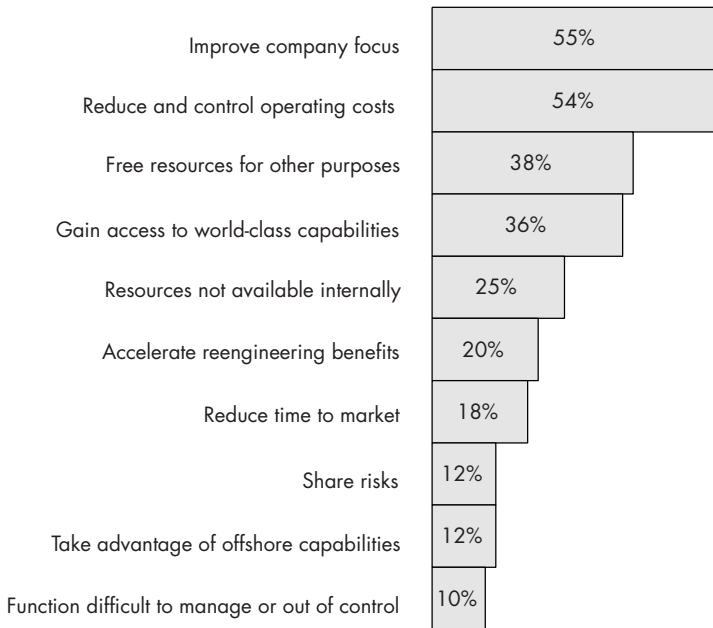 Improve company focus 55%
Reduce and control operating costs 54%
Free resources for other purposes 38%
Gain access to world-class capabilities 36%
Resources not available internally 25%
Accelerate reengineering benefits 20%
Reduce time to market 18%
Share risks 12%
Take advantage of offshore capabilities 12%
Function difficult to manage or out of control 10%